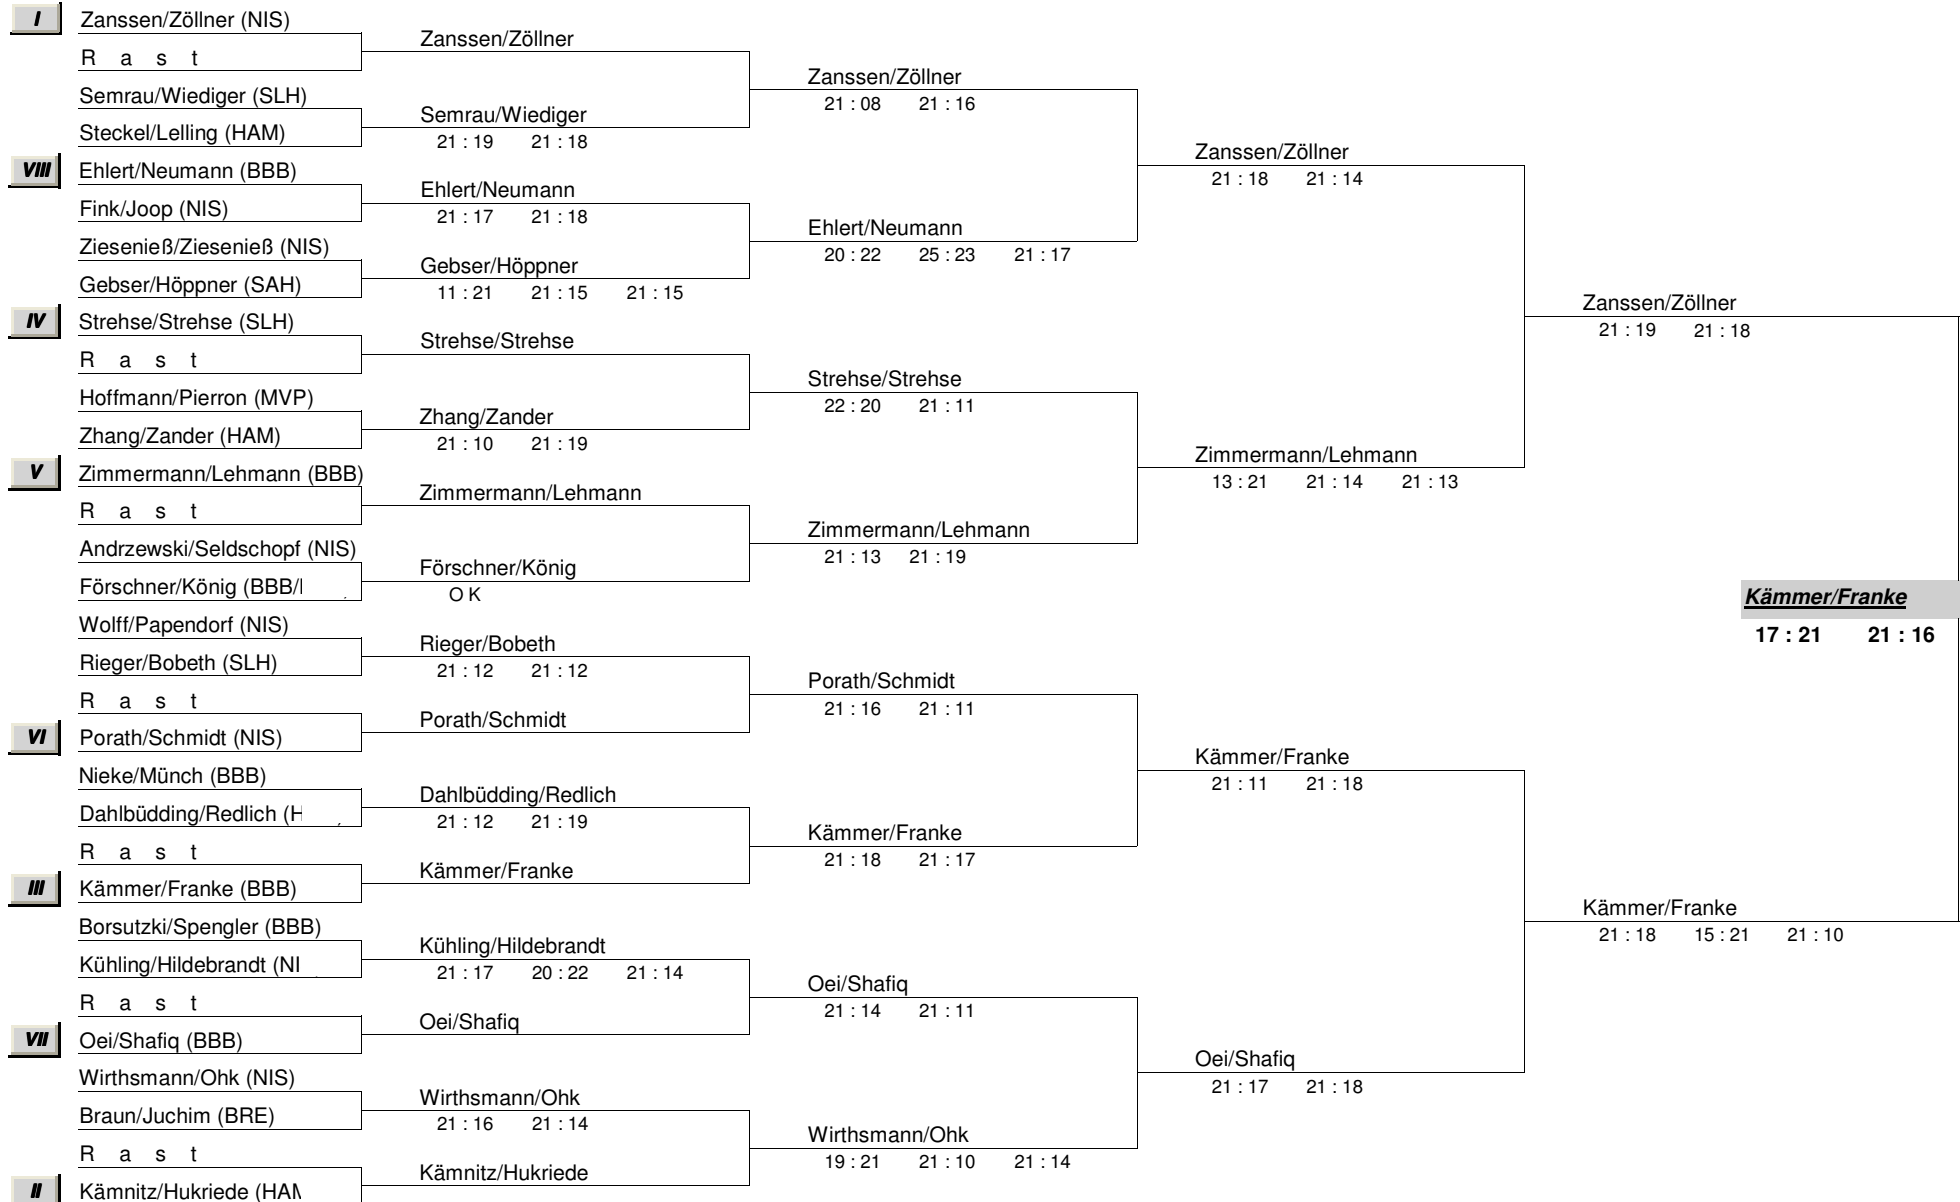 I
Zanssen/Zöllner (NIS)
R a s t
Semrau/Wiediger (SLH)
Steckel/Lelling (HAM)
VIII
Ehlert/Neumann (BBB)
Fink/Joop (NIS)
Ziesenieß/Ziesenieß (NIS)
Gebser/Höppner (SAH)
IV
Strehse/Strehse (SLH)
R a s t
Hoffmann/Pierron (MVP)
Zhang/Zander (HAM)
V
Zimmermann/Lehmann (BBB)
R a s t
Andrzewski/Seldschopf (NIS)
Förschner/König (BBB/
Wolff/Papendorf (NIS)
Rieger/Bobeth (SLH)
R a s t
VI
Porath/Schmidt (NIS)
Nieke/Münch (BBB)
Dahlbüdding/Redlich (H
R a s t
III
Kämmer/Franke (BBB)
Borsutzki/Spengler (BBB)
Kühling/Hildebrandt (NI
R a s t
VII
Oei/Shafiq (BBB)
Wirthsmann/Ohk (NIS)
Braun/Juchim (BRE)
R a s t
II
Kämnitz/Hukriede (HAM
Zanssen/Zöllner
Semrau/Wiediger
21 : 19 21 : 18
Ehlert/Neumann
21 : 17 21 : 18
Gebser/Höppner
11 : 21 21 : 15 21 : 15
Strehse/Strehse
Zhang/Zander
21 : 10 21 : 19
Zimmermann/Lehmann
Förschner/König
O K
Rieger/Bobeth
21 : 12 21 : 12
Porath/Schmidt
Dahlbüdding/Redlich
21 : 12 21 : 19
Kämmer/Franke
Kühling/Hildebrandt
21 : 17 20 : 22 21 : 14
Oei/Shafiq
Wirthsmann/Ohk
21 : 16 21 : 14
Kämnitz/Hukriede
Zanssen/Zöllner
21 : 08 21 : 16
Ehlert/Neumann
20 : 22 25 : 23 21 : 17
Strehse/Strehse
22 : 20 21 : 11
Zimmermann/Lehmann
21 : 13 21 : 19
Porath/Schmidt
21 : 16 21 : 11
Kämmer/Franke
21 : 18 21 : 17
Oei/Shafiq
21 : 14 21 : 11
Wirthsmann/Ohk
19 : 21 21 : 10 21 : 14
Zanssen/Zöllner
21 : 18 21 : 14
Zimmermann/Lehmann
13 : 21 21 : 14 21 : 13
Kämmer/Franke
21 : 11 21 : 18
Oei/Shafiq
21 : 17 21 : 18
Zanssen/Zöllner
21 : 19 21 : 18
Kämmer/Franke
21 : 18 15 : 21 21 : 10
Kämmer/Franke
17 : 21 21 : 16